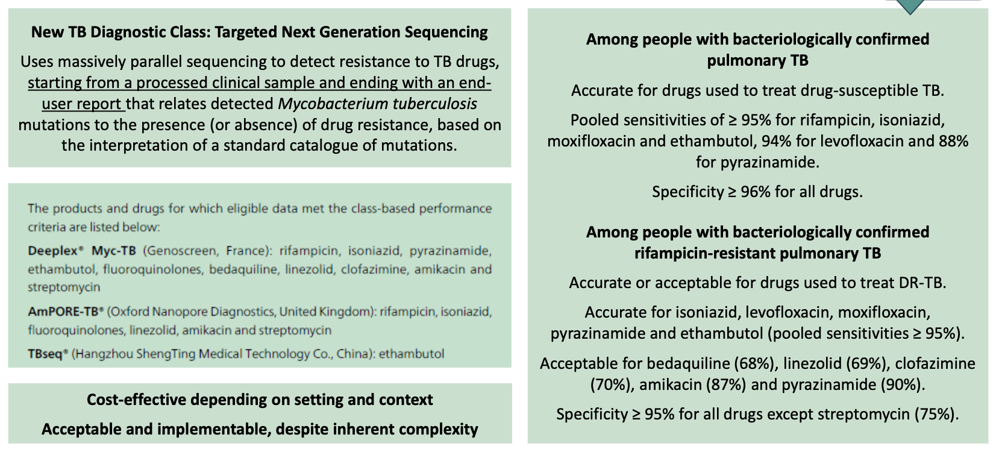 New TB Diagnostic Class: Targeted Next Generation Sequencing
Uses massively parallel sequencing to detect resistance to TB drugs,
starting from a processed clinical sample and ending with an end-
user report that relates detected Mycobacterium tuberculosis
mutations to the presence (or absence) of drug resistance, based on
the interpretation of a standard catalogue of mutations.
The products and drugs for which eligible data met the class-based performance
criteria are listed below:
Deeplex® Myc-TB (Genoscreen, France): rifampicin, isoniazid, pyrazinamide,
ethambutol, fluoroquinolones, bedaquiline, linezolid, clofazimine, amikacin and
streptomycin
AmPORE-TB® (Oxford Nanopore Diagnostics, United Kingdom): rifampicin, isoniazid,
fluoroquinolones, linezolid, amikacin and streptomycin
TBseq® (Hangzhou ShengTing Medical Technology Co., China): ethambutol
Cost-effective depending on setting and context
Acceptable and implementable, despite inherent complexity
Among people with bacteriologically confirmed
pulmonary TB
Accurate for drugs used to treat drug-susceptible TB.
Pooled sensitivities of ≥ 95% for rifampicin, isoniazid,
moxifloxacin and ethambutol, 94% for levofloxacin and 88%
for pyrazinamide.
Specificity ≥ 96% for all drugs.
Among people with bacteriologically confirmed
rifampicin-resistant pulmonary TB
Accurate or acceptable for drugs used to treat DR-TB.
Accurate for isoniazid, levofloxacin, moxifloxacin,
pyrazinamide and ethambutol (pooled sensitivities ≥ 95%).
Acceptable for bedaquiline (68%), linezolid (69%), clofazimine
(70%), amikacin (87%) and pyrazinamide (90%).
Specificity ≥ 95% for all drugs except streptomycin (75%).